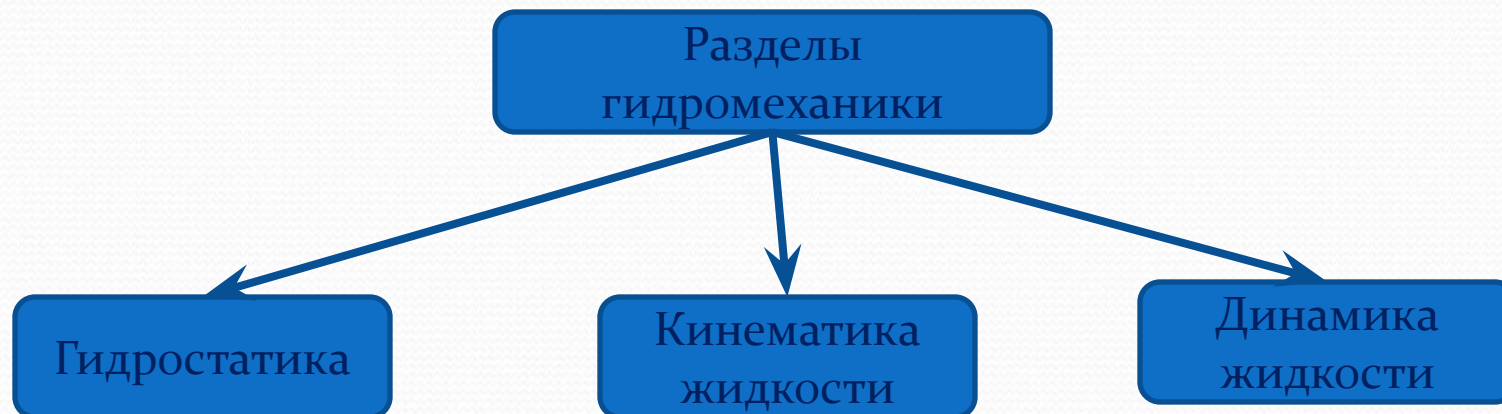 Разделы
гидромеханики
Гидростатика
Кинематика
жидкости
Динамика
жидкости